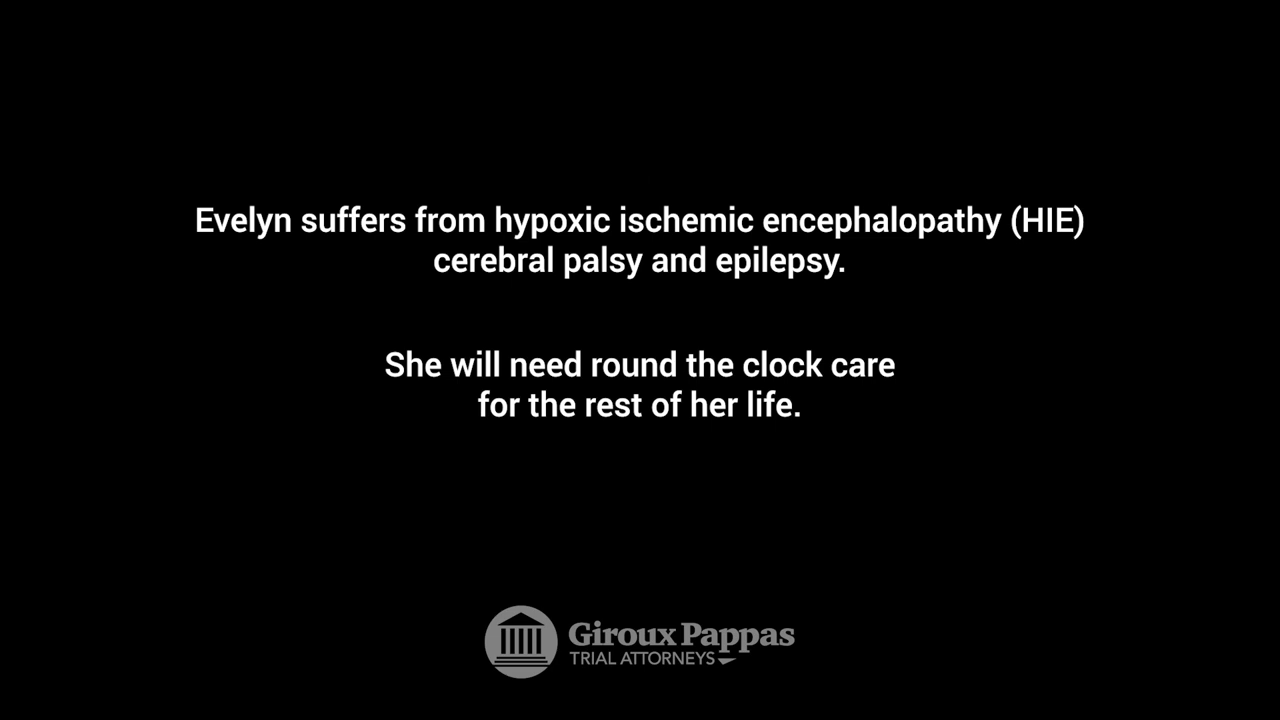 Evelyn suffers from hypoxic ischemic encephalopathy (HIE)
cerebral palsy and epilepsy.
She will need round the clock care
for the rest of her life.
Giroux Pappas
TRIAL ATTORNEYS